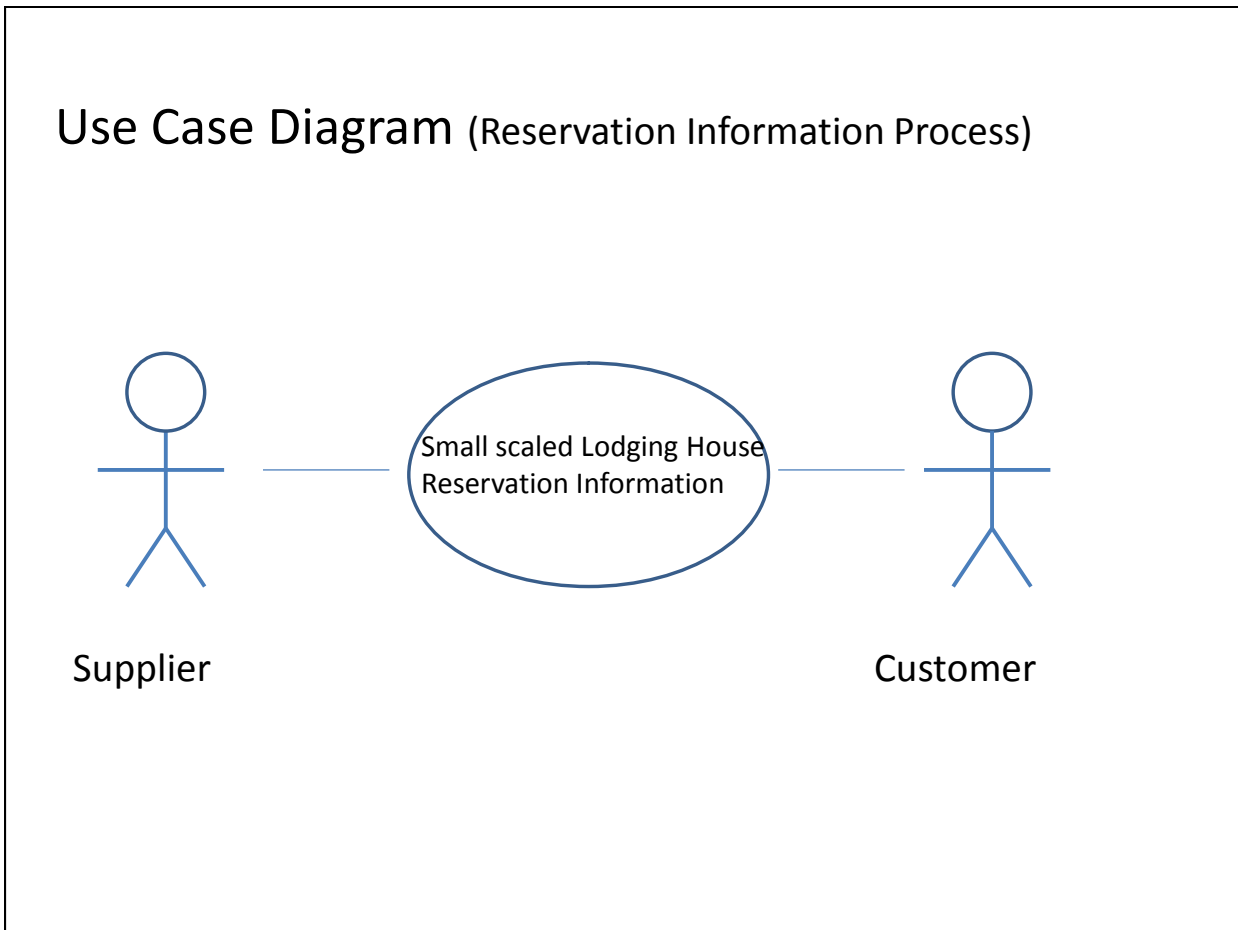 Use Case Diagram (Reservation Information Process)
Small scaled Lodging House
Reservation Information
Supplier
Customer